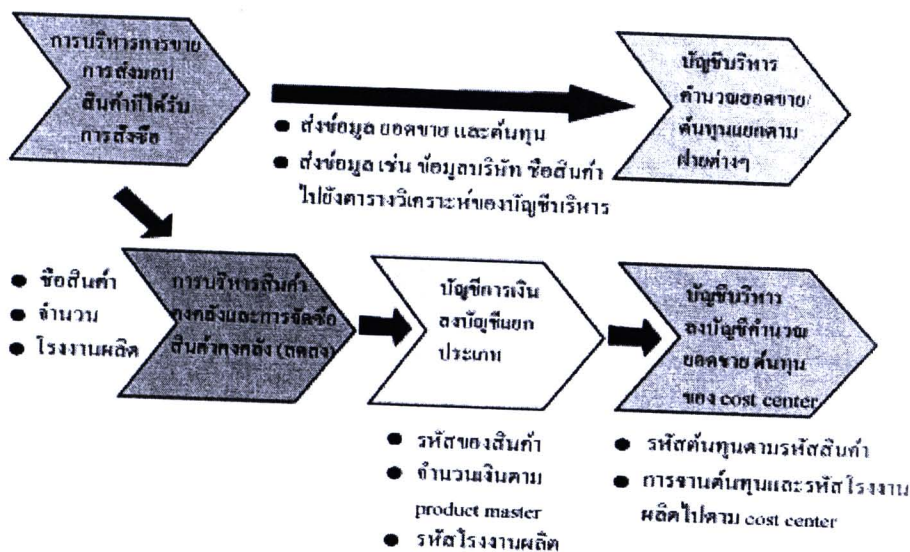 การบริหารการขาย
การส่งมอบ
สินค้าที่ได้รับ
การสั่งซื้อ
● ส่งข้อมูล ยอดขาย และต้นทุน
● ส่งข้อมูล เช่น ข้อมูลบริษัท ชื่อสินค้า
ไปยังตารางวิเคราะห์ของบัญชีบริหาร
บัญชีบริหาร
คำนวณยอดขาย/
ต้นทุนแยกตาม
ฝ่ายต่างๆ
● ชื่อสินค้า
● จำนวน
● โรงงานผลิต
การบริหารสินค้า
คงคลังและการจัดซื้อ
สินค้าคงคลัง (ลดลง)
บัญชีการเงิน
ลงบัญชีแยก
ประเภท
● รหัสของสินค้า
● จำนวนเงินตาม
product master
● รหัสโรงงานผลิต
บัญชีบริหาร
ลงบัญชีคำนวณ
ยอดขาย ต้นทุน
ของ cost center
● รหัสต้นทุนตามรหัสสินค้า
● การจานต้นทุนและรหัสโรงงาน
ผลิตไปตาม cost center